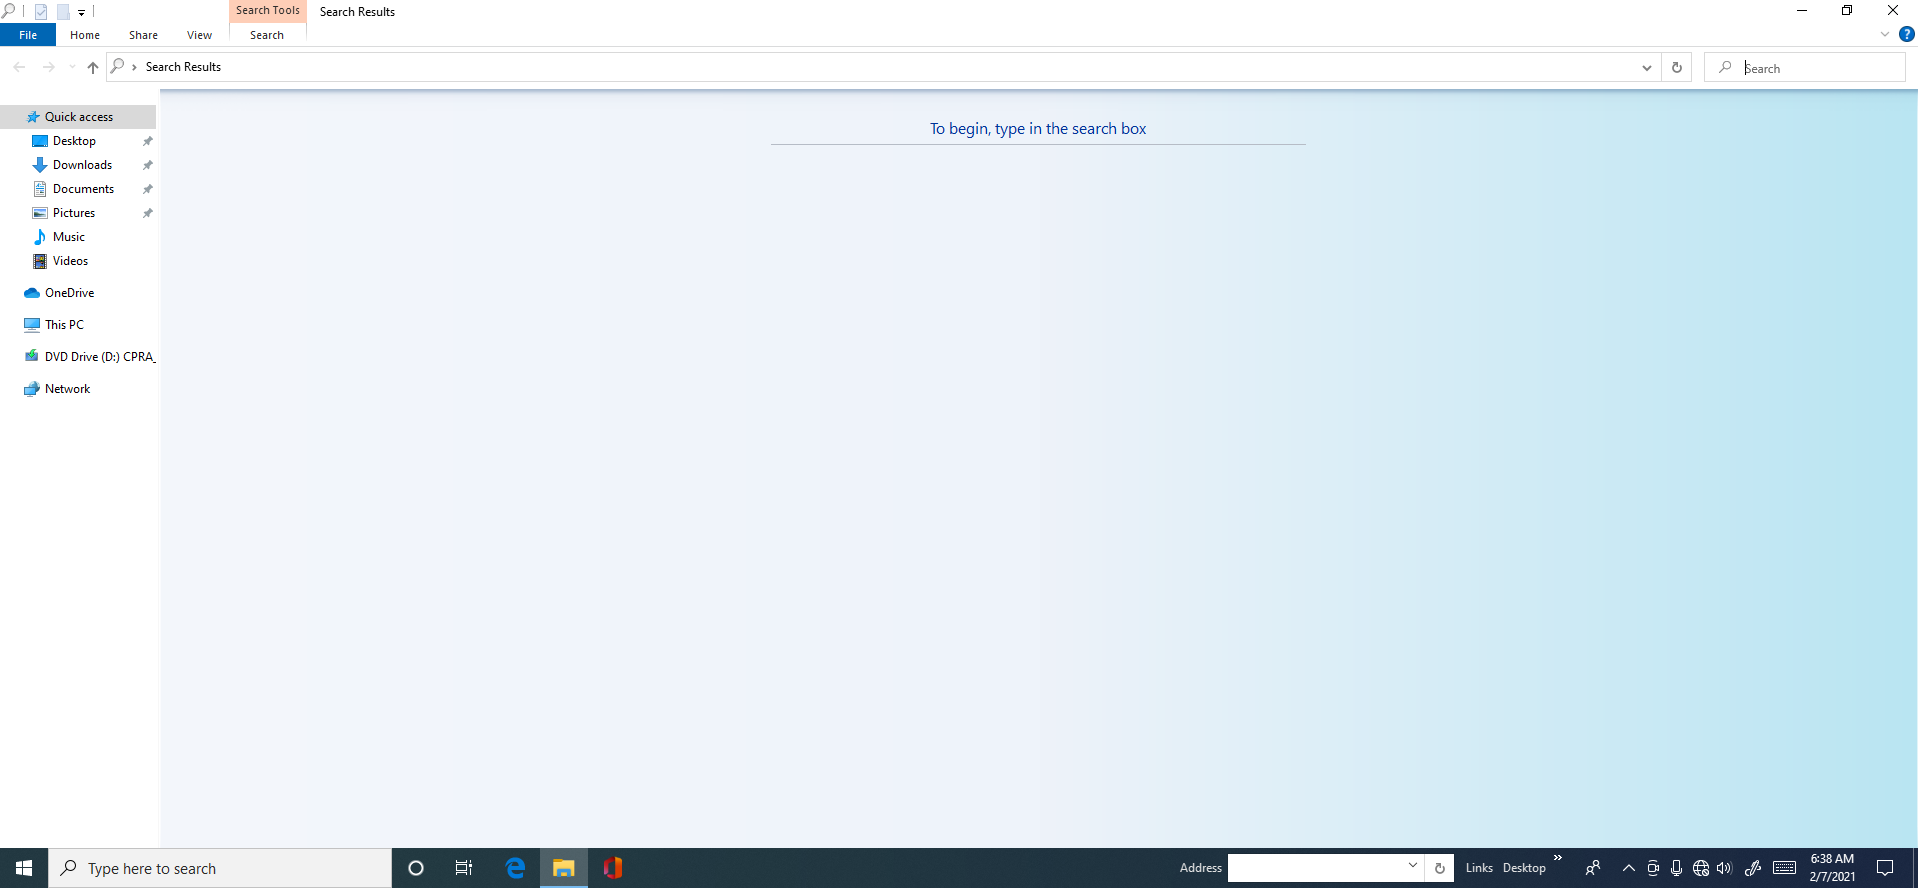 Search Tools
Search Results
File
Home
Share
View
Search
Search Results
Search
Quick access
To begin, type in the search box
Desktop
Downloads
Documents
Pictures
Music
Videos
OneDrive
This PC
DVD Drive (D:) CPRA_
Network
Type here to search
Address
Links
Desktop
6:38 AM
2/7/2021